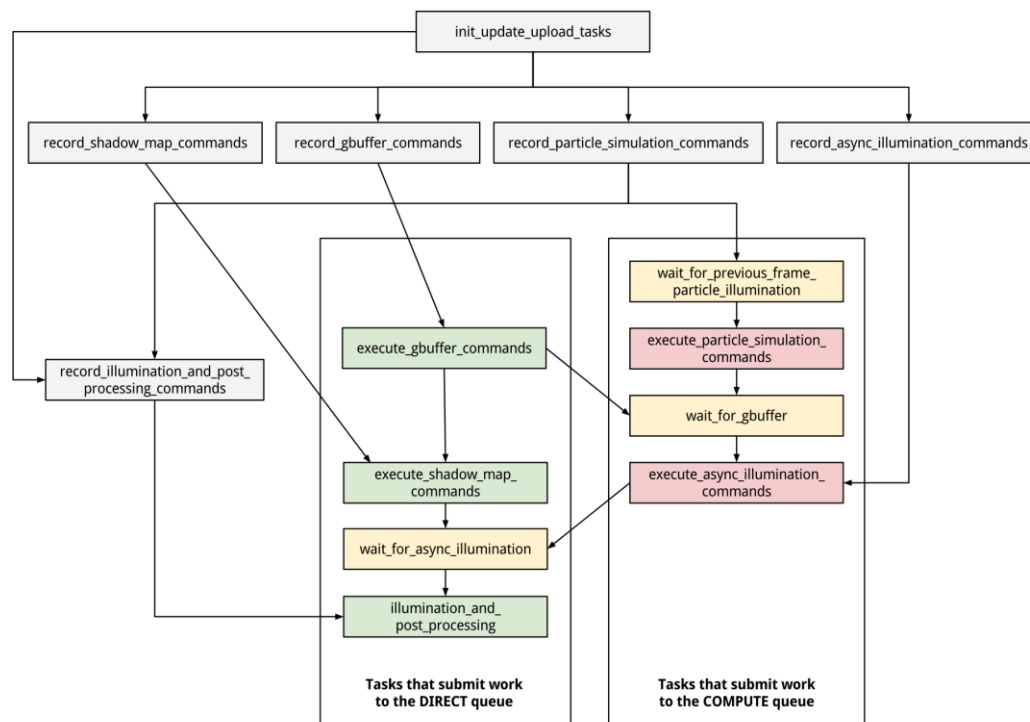 init_update_upload_tasks
record_shadow_map_commands
record_gbuffer_commands
record_particle_simulation_commands
record_async_illumination_commands
wait_for_previous_frame_
particle_illumination
execute_gbuffer_commands
execute_particle_simulation_
commands
record_illumination_and_post_
processing_commands
wait_for_gbuffer
execute_shadow_map_
commands
execute_async_illumination_
commands
wait_for_async_illumination
illumination_and_
post_processing
Tasks that submit work
to the DIRECT queue
Tasks that submit work
to the COMPUTE queue